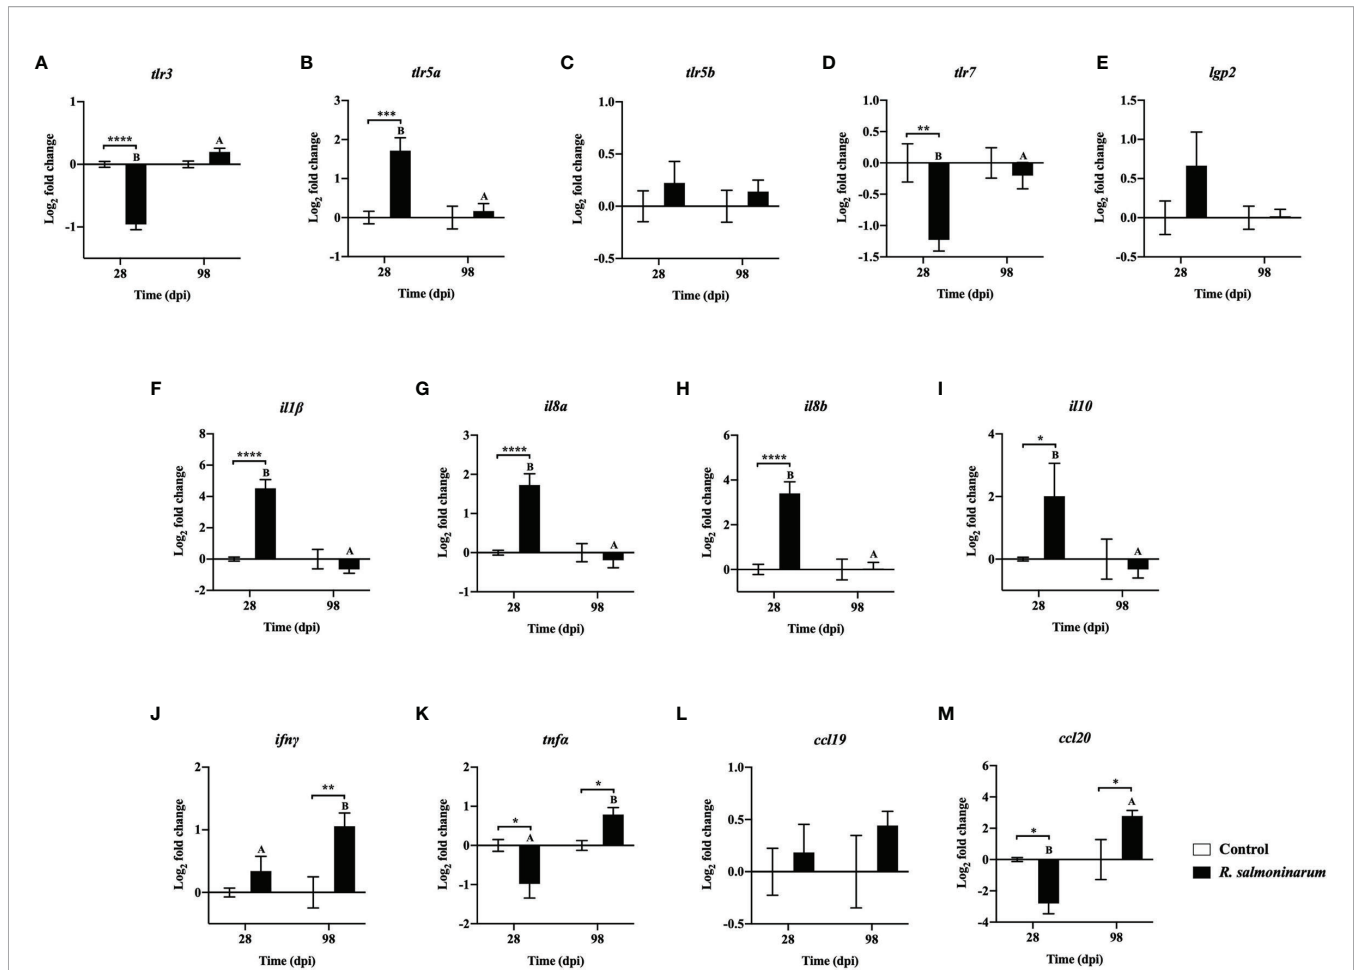 A
tlr3
Log2 fold change
1
0
-1
****
B
A
28
98
Time (dpi)
B
tlr5a
Log2 fold change
3
2
1
0
-1
***
B
A
28
98
Time (dpi)
C
tlr5b
Log2 fold change
1.0
0.5
0.0
-0.5
28
98
Time (dpi)
D
tlr7
Log2 fold change
1.0
0.5
0.0
-0.5
-1.0
-1.5
**
B
A
28
98
Time (dpi)
E
lgp2
Log2 fold change
1.5
1.0
0.5
0.0
-0.5
28
98
Time (dpi)
F
il1β
Log2 fold change
8
6
4
2
0
-2
****
B
A
28
98
Time (dpi)
G
il8a
Log2 fold change
3
2
1
0
-1
****
B
A
28
98
Time (dpi)
H
il8b
Log2 fold change
6
4
2
0
****
B
A
28
98
Time (dpi)
I
il10
Log2 fold change
4
2
0
*
B
A
28
98
Time (dpi)
J
ifnγ
Log2 fold change
2
1
0
A
**
B
28
98
Time (dpi)
K
tnfα
Log2 fold change
2
1
0
-1
-2
*
A
*
B
28
98
Time (dpi)
L
ccl19
Log2 fold change
1.0
0.5
0.0
-0.5
28
98
Time (dpi)
M
ccl20
Log2 fold change
6
4
2
0
-2
-4
*
B
*
A
28
98
Time (dpi)
Control
R. salmoninarum